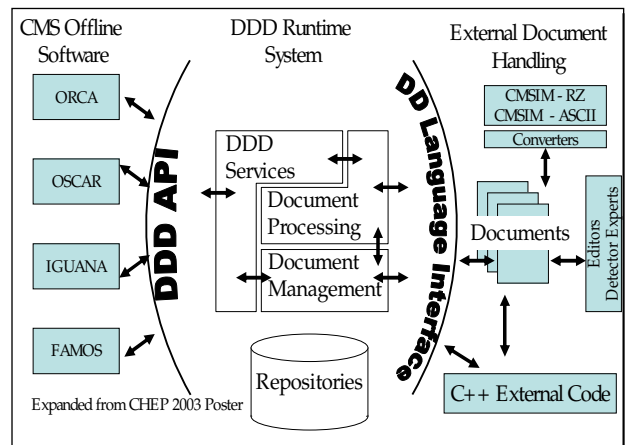 CMS Offline
Software
DDD Runtime
System
External Document
Handling
ORCA
OSCAR
IGUANA
FAMOS
DDD API
DDD
Services
Document
Processing
Document
Management
Repositories
DD Language Interface
CMSIM - RZ
CMSIM - ASCII
Converters
Documents
Editors
Detector Experts
C++ External Code
Expanded from CHEP 2003 Poster